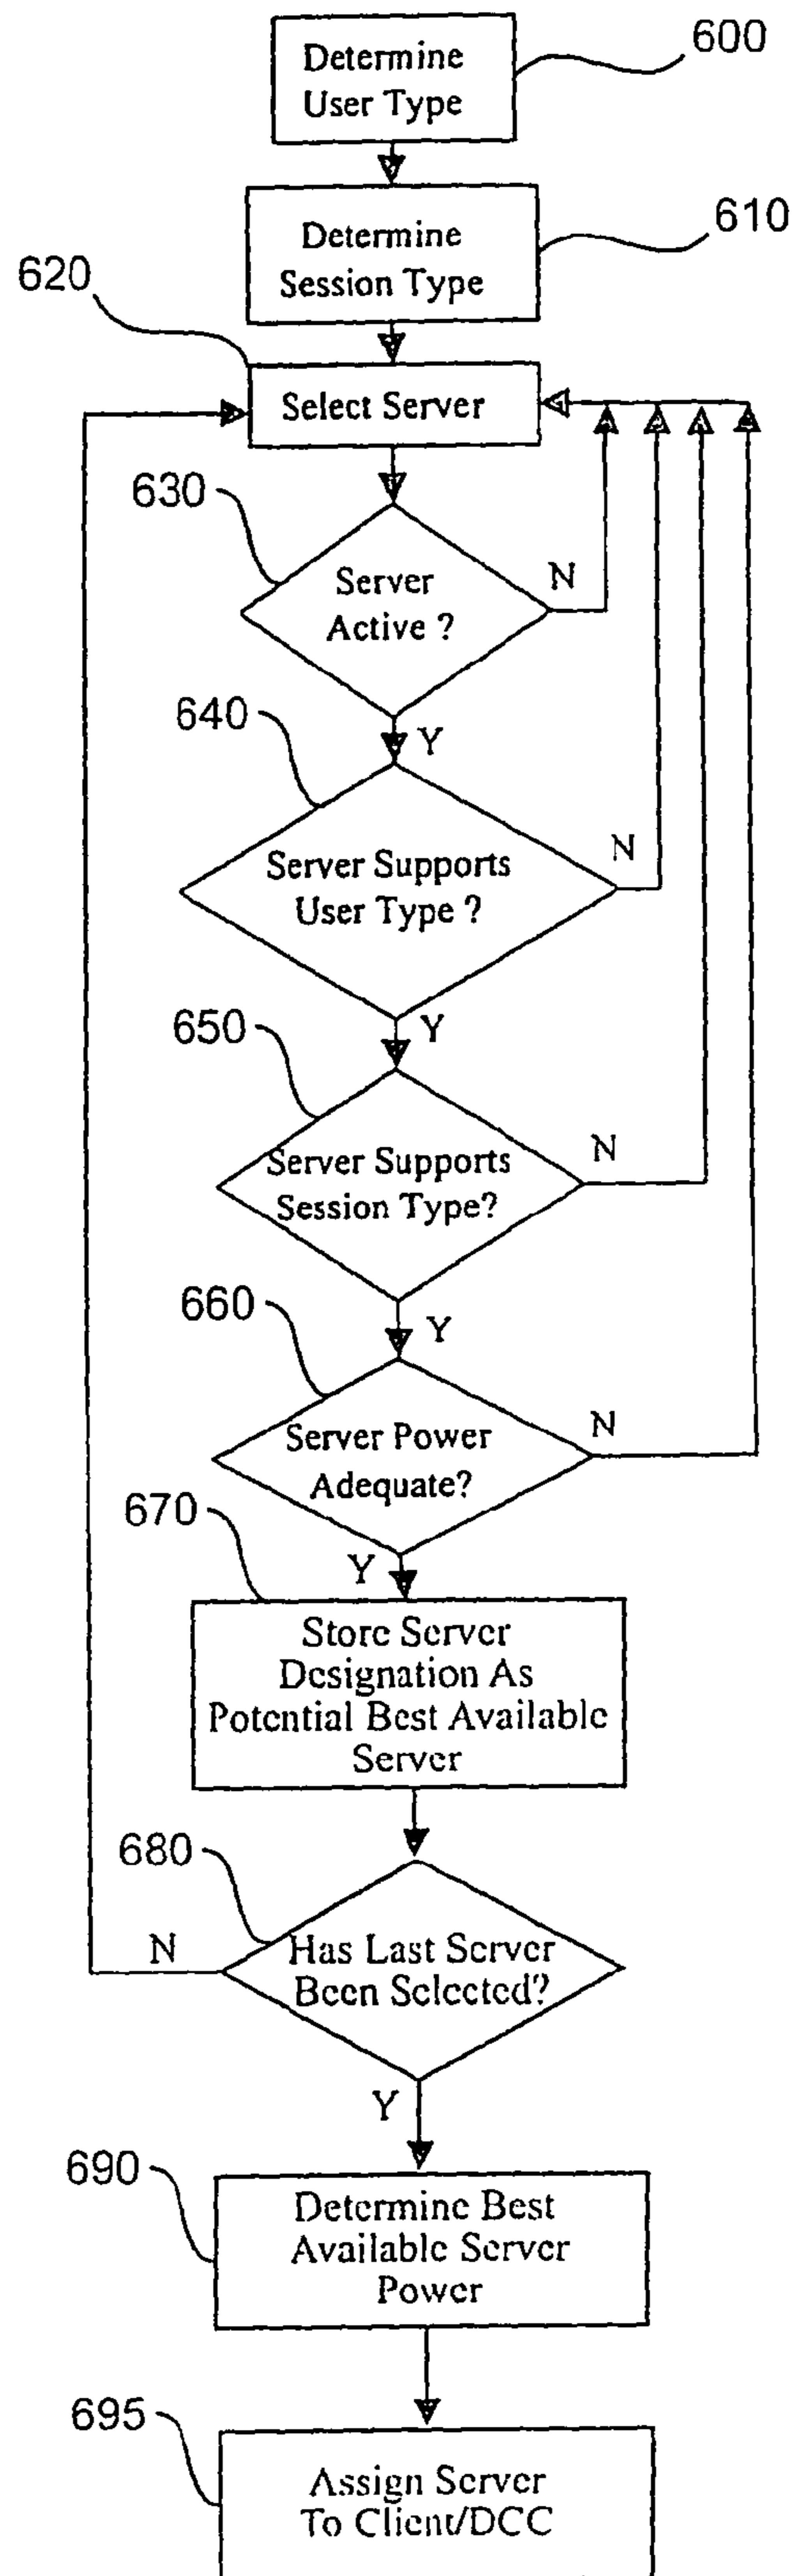 600
Determine
User Type
610
Determine
Session Type
620
Select Server
630
Server
Active ?
N
640
Y
Server Supports
User Type ?
N
650
Y
Server Supports
Session Type?
N
660
Y
Server Power
Adequate?
N
670
Y
Store Server
Designation As
Potential Best Available
Server
680
N
Has Last Server
Been Selected?
Y
690
Determine Best
Available Server
Power
695
Assign Server
To Client/DCC